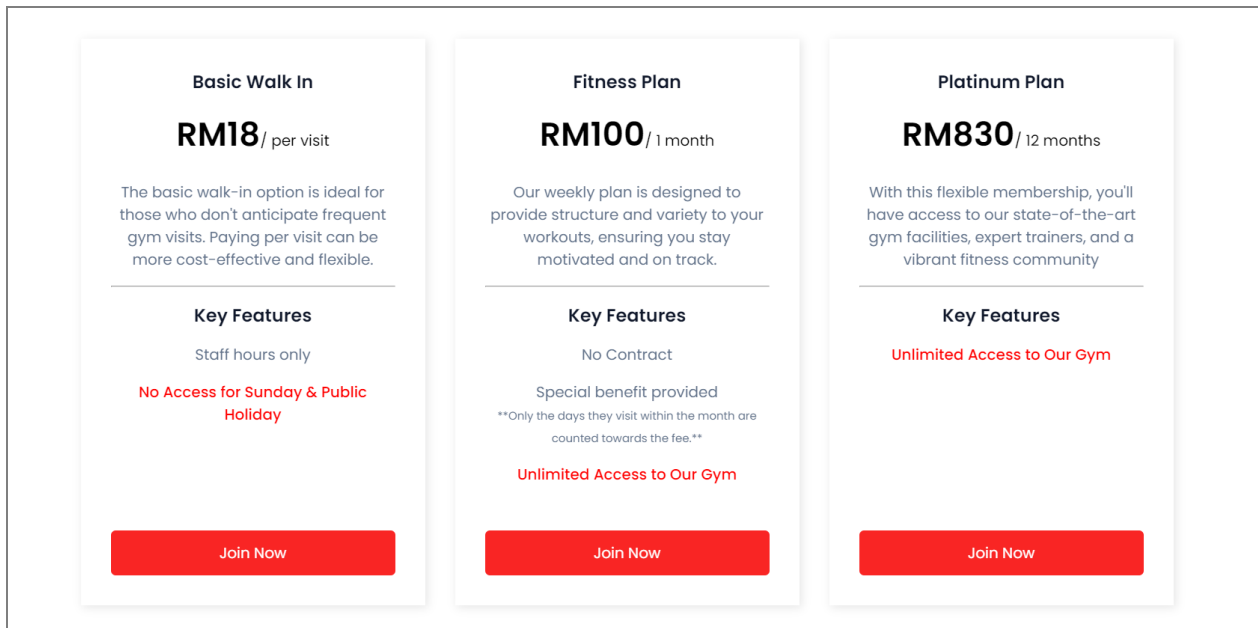 Basic Walk In
RM18/ per visit
The basic walk-in option is ideal for
those who don't anticipate frequent
gym visits. Paying per visit can be
more cost-effective and flexible.
Key Features
Staff hours only
No Access for Sunday & Public
Holiday
Join Now
Fitness Plan
RM100/ 1 month
Our weekly plan is designed to
provide structure and variety to your
workouts, ensuring you stay
motivated and on track.
Key Features
No Contract
Special benefit provided
**Only the days they visit within the month are
counted towards the fee.**
Unlimited Access to Our Gym
Join Now
Platinum Plan
RM830/ 12 months
With this flexible membership, you'll
have access to our state-of-the-art
gym facilities, expert trainers, and a
vibrant fitness community
Key Features
Unlimited Access to Our Gym
Join Now